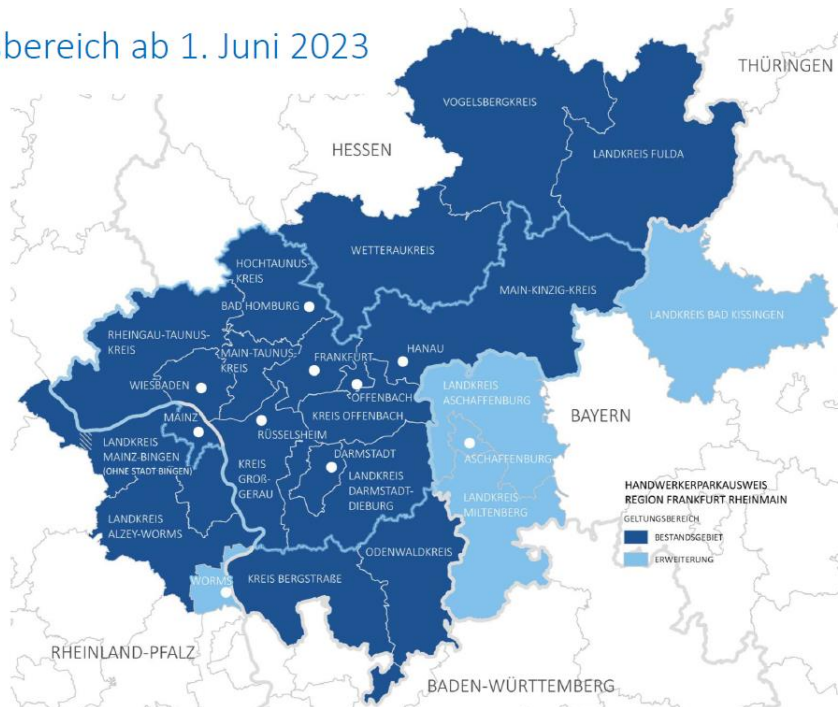 bereich ab 1. Juni 2023
THÜRINGEN
VOGELSBERGKREIS
HESSEN
LANDKREIS FULDA
WETTERAUKREIS
HOCHTAUNUS-
KREIS
MAIN-KINZIG-KREIS
BAD HOMBURG
LANDKREIS BAD KISSINGEN
RHEINGAU-TAUNUS-
KREIS
MAIN-TAUNUS-
KREIS
FRANKFURT
HANAU
WIESBADEN
OFFENBACH
LANDKREIS
ASCHAFFENBURG
MAINZ
KREIS OFFENBACH
BAYERN
RÜSSELSHEIM
LANDKREIS
MAINZ-BINGEN
(OHNE STADT BINGEN)
DARMSTADT
ASCHAFFENBURG
KREIS
GROß-
GERAU
LANDKREIS
DARMSTADT-
DIEBURG
HANDWERKERPARKAUSWEIS
REGION FRANKFURT RHEINMAIN
GELTUNGSBEREICH
BESTANDSGEBIET
ERWEITERUNG
LANDKREIS
MILTENBERG
LANDKREIS
ALZEY-WORMS
ODENWALDKREIS
WORMS
KREIS BERGSTRAßE
RHEINLAND-PFALZ
BADEN-WÜRTTEMBERG